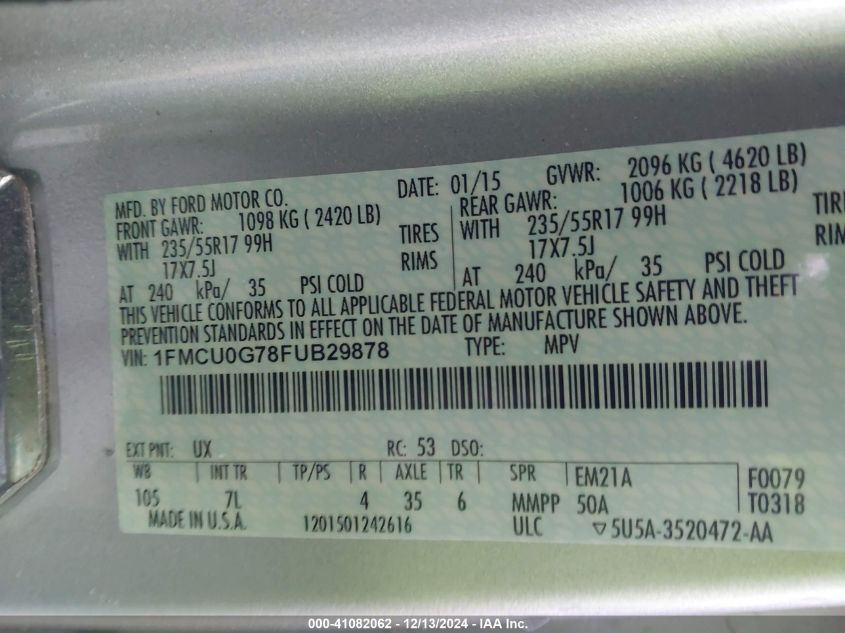 MFD. BY FORD MOTOR CO. DATE: 01/15 GVWR: 2096 KG ( 4620 LB)
FRONT GAWR: 1098 KG ( 2420 LB) REAR GAWR: 1006 KG ( 2218 LB)
WITH 235/55R17 99H TIRES WITH 235/55R17 99H TIR
17X7.5J RIMS 17X7.5J RIM
AT 240 kPa/ 35 PSI COLD AT 240 kPa/ 35 PSI COLD
THIS VEHICLE CONFORMS TO ALL APPLICABLE FEDERAL MOTOR VEHICLE SAFETY AND THEFT
PREVENTION STANDARDS IN EFFECT ON THE DATE OF MANUFACTURE SHOWN ABOVE.
VIN: 1FMCU0G78FUB29878 TYPE: MPV
EXT PNT: UX RC: 53 DSO:
WB INT TR TP/PS R AXLE TR SPR EM21A F0079
105 7L 4 35 6 MMPP 50A T0318
MADE IN U.S.A. 1201501242616 ULC ▽5U5A-3520472-AA
000-41082062 - 12/13/2024 - IAA Inc.